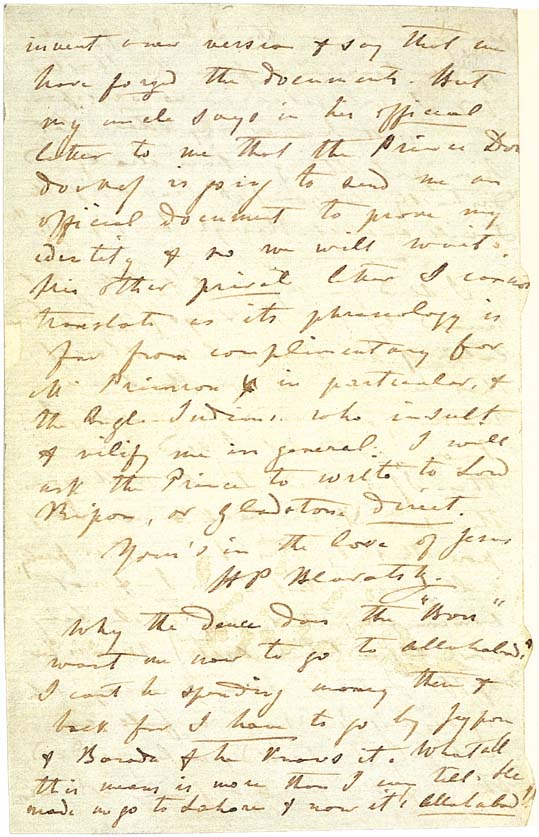 invent a new version & say that we
have forged the documents. But
my uncle says in his official
letter to me that the Prince Don
doukof is going to send me an
official document to prove my
identity & so we will wait.
his other private letter I cannot
translate as its phraseology is
far from complimentary for
Mr Primrose in particular, &
the Anglo-Indians who insult
& vilify me in general. I will
ask the Prince to write to Lord
Ripon, or Gladstone direct.
Your's in the love of Jesus
HP Blavatsky.
Why the deuce does the "Boss"
want me now to go to Allahabad?
I can't be spending money there &
back for I have to go by Jeypor
& Baroda & he knows it. What all
this means is more than I can tell. He
made me go to Lahore & now it's Allahabad!!